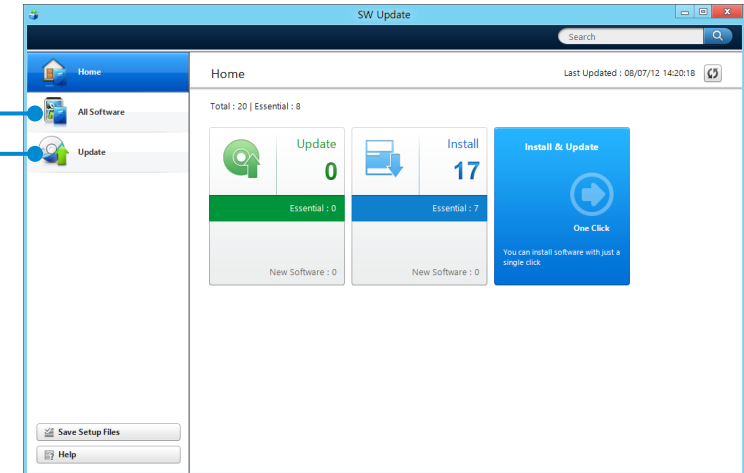 SW Update
Search
Home
Home
Last Updated : 08/07/12 14:20:18
All Software
Total : 20 | Essential : 8
Update
Update
0
Essential : 0
New Software : 0
Install
17
Essential : 7
New Software : 0
Install & Update
One Click
You can install software with just a
single click
Save Setup Files
Help